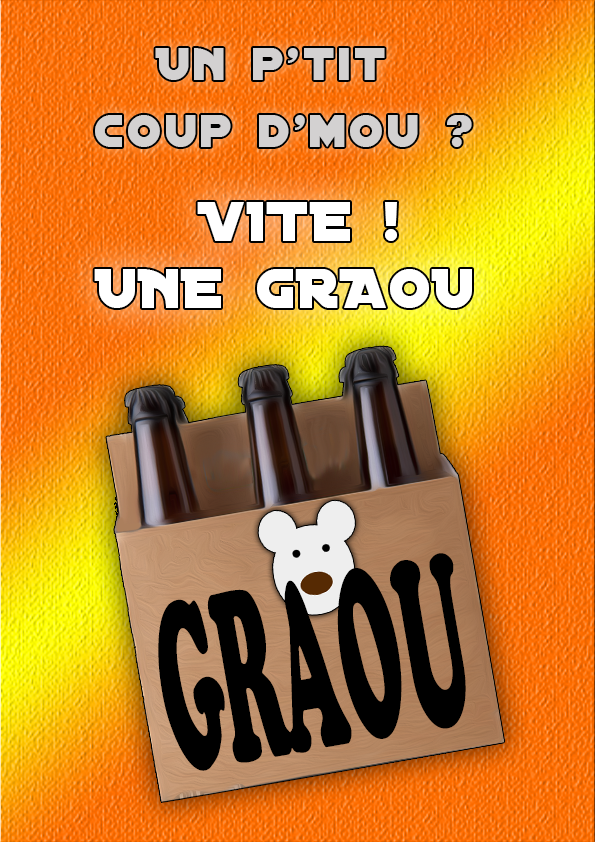 UN P'TIT
COUP D'MOU ?
VITE !
UNE GRAOU
GRAOU